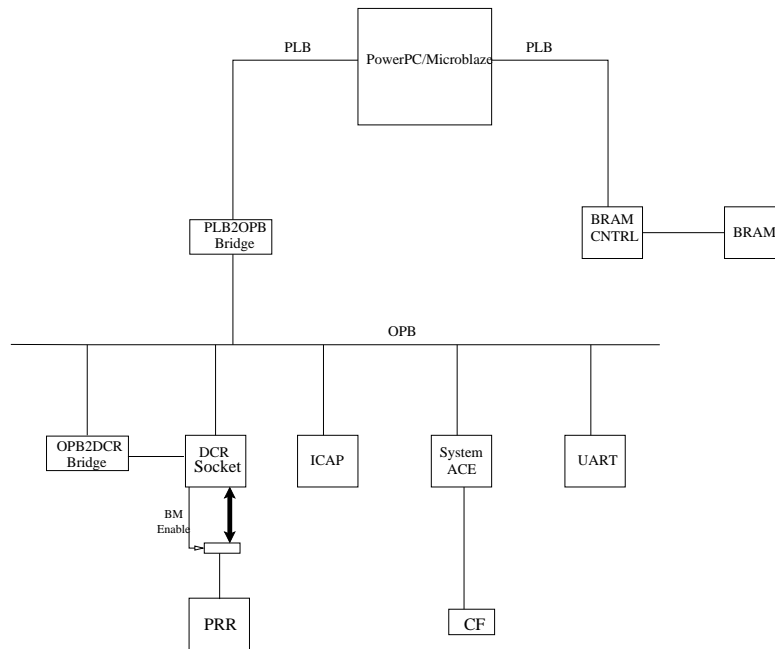 PLB
PLB
PowerPC/Microblaze
PLB2OPB
Bridge
BRAM
CNTRL
BRAM
OPB
OPB2DCR
Bridge
DCR
Socket
ICAP
System
ACE
UART
BM
Enable
PRR
CF